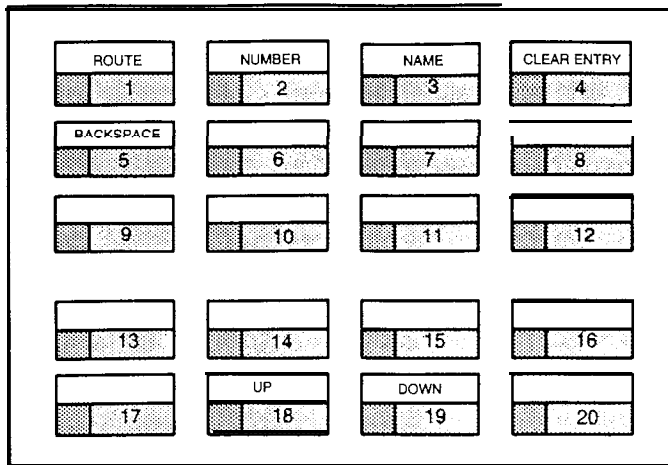 ROUTE NUMBER NAME CLEAR ENTRY
1 2 3 4
BACKSPACE
5 6 7 8
9 10 11 12
13 14 15 16
UP DOWN
17 18 19 20